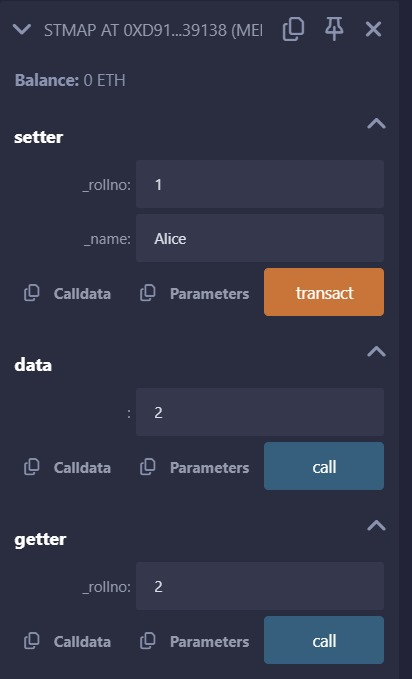 STMAP AT 0XD91...39138 (MEI
Balance: 0 ETH
setter
_rollno: 1
_name: Alice
Calldata Parameters transact
data
: 2
Calldata Parameters call
getter
_rollno: 2
Calldata Parameters call